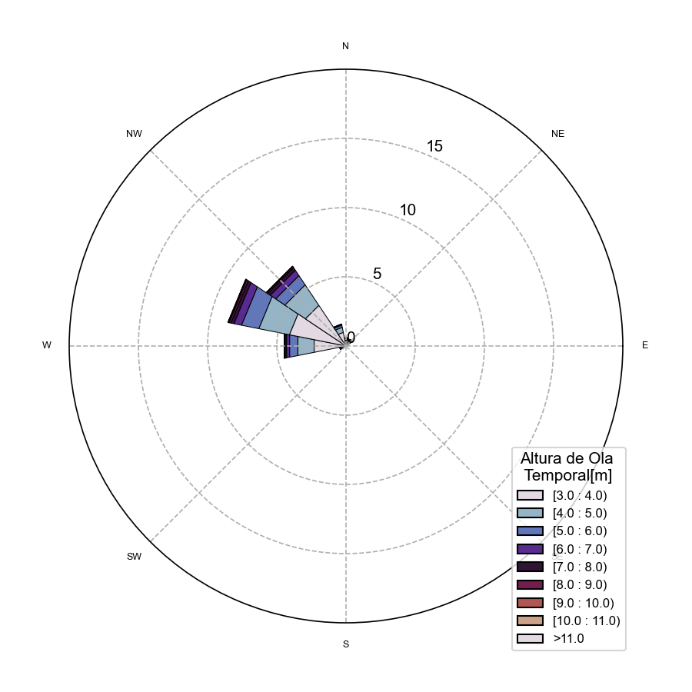 N
NW
NE
15
10
5
0
W
E
Altura de Ola
Temporal[m]
[3.0 : 4.0)
[4.0 : 5.0)
[5.0 : 6.0)
[6.0 : 7.0)
[7.0 : 8.0)
[8.0 : 9.0)
[9.0 : 10.0)
[10.0 : 11.0)
>11.0
SW
SE
S